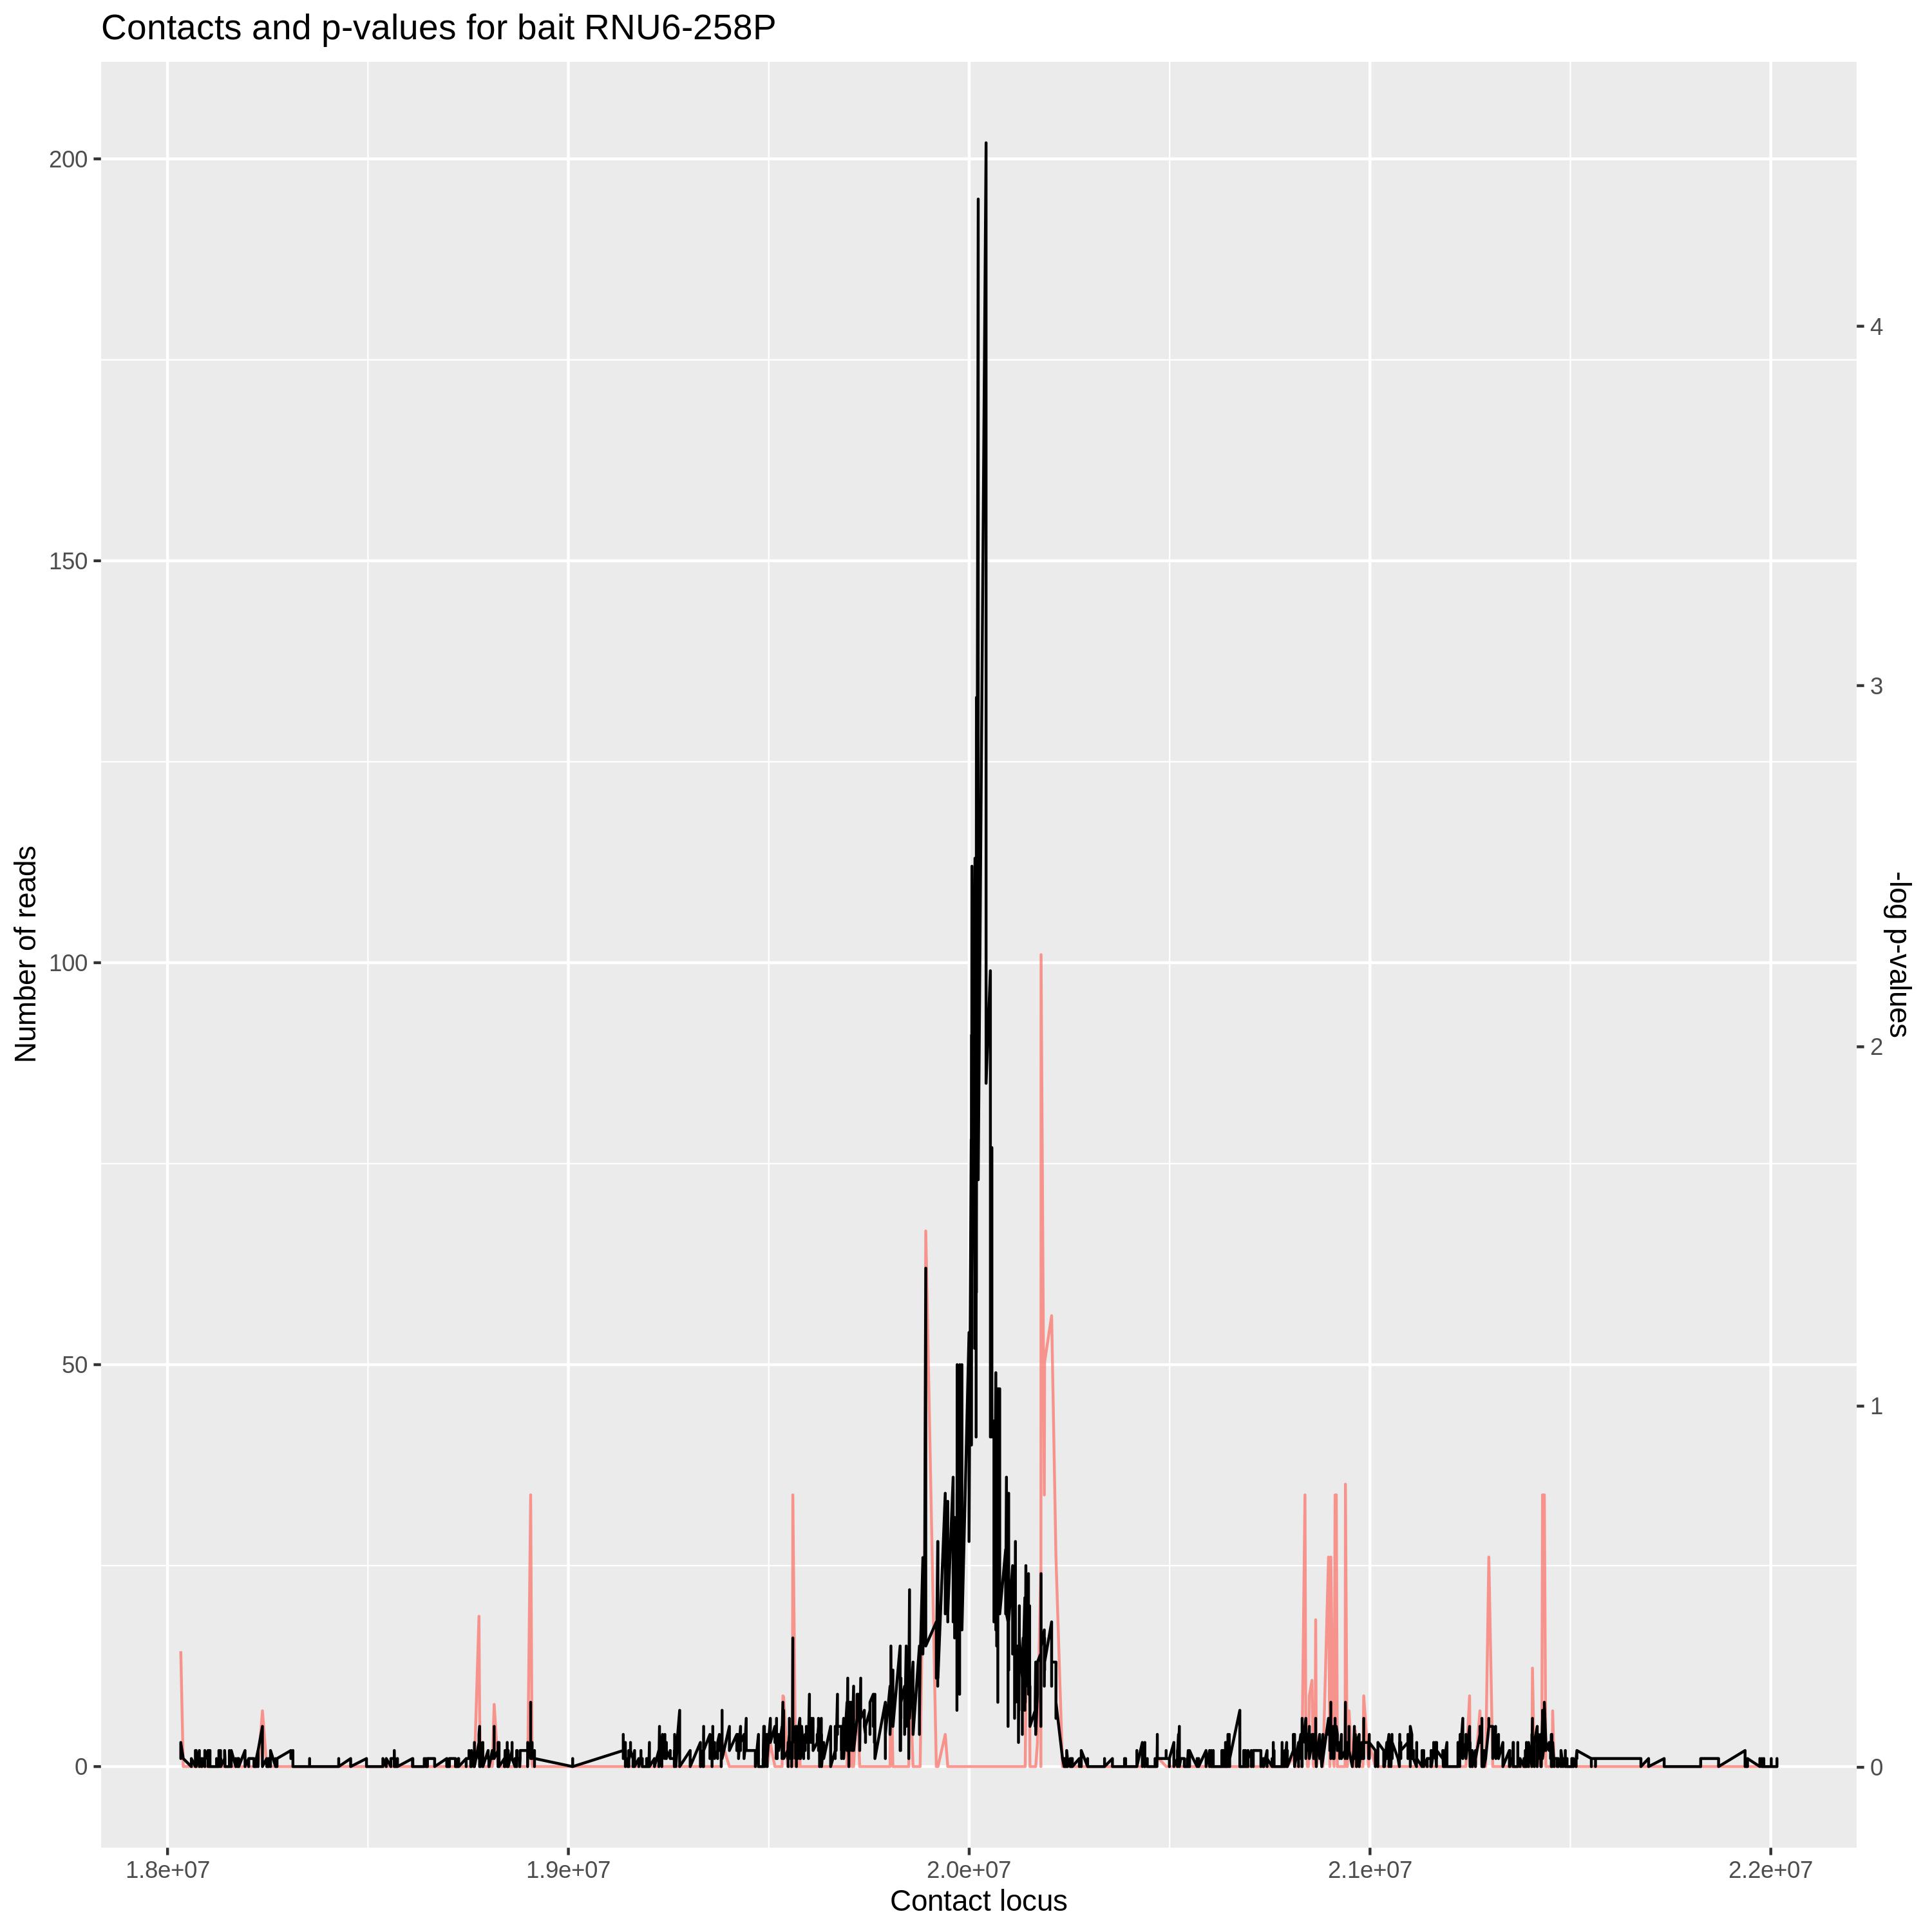 Contacts and p-values for bait RNU6-258P
200
150
100
50
0
Number of reads
4
3
2
1
0
-log p-values
1.8e+07
1.9e+07
2.0e+07
2.1e+07
2.2e+07
Contact locus